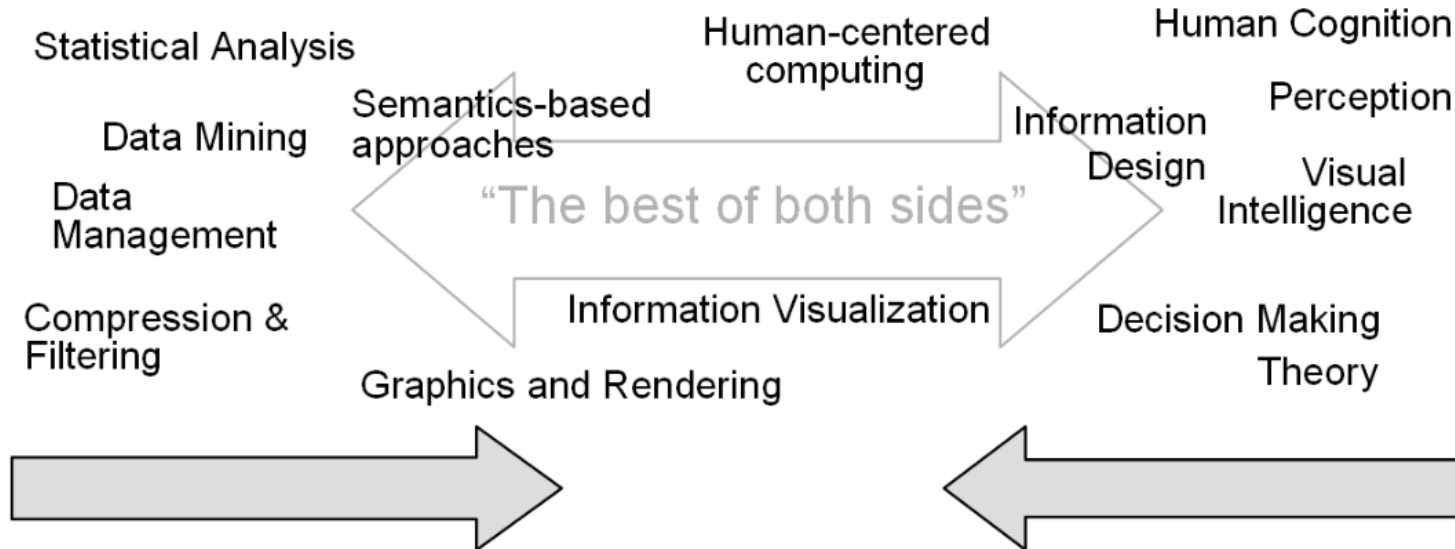 Statistical Analysis
Human-centered
computing
Human Cognition
Semantics-based
approaches
Perception
Data Mining
Information
Design
Data
Management
Visual
Intelligence
“The best of both sides”
Compression &
Filtering
Information Visualization
Decision Making
Theory
Graphics and Rendering